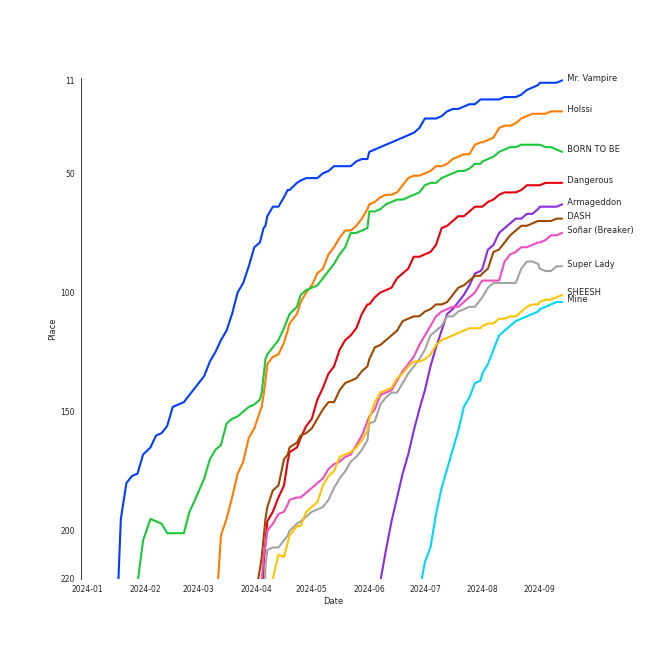 11
50
100
150
200
220
Place
2024-01
2024-02
2024-03
2024-04
2024-05
2024-06
2024-07
2024-08
2024-09
Date
Mr. Vampire
Holssi
BORN TO BE
Dangerous
Armageddon
DASH
Soñar (Breaker)
Super Lady
SHEESH
Mine